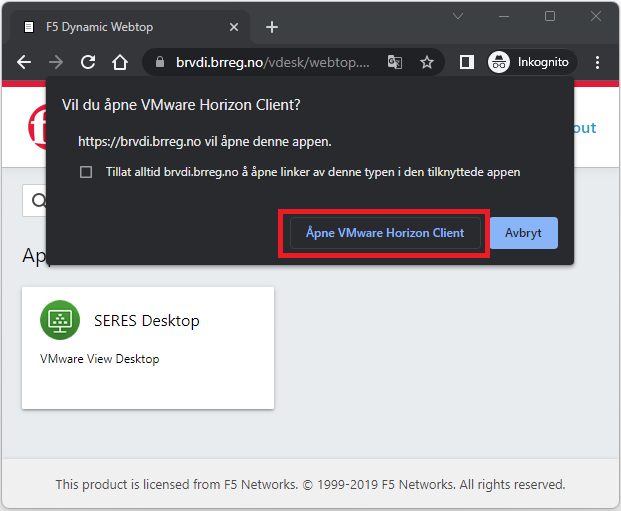 F5 Dynamic Webtop
brvdi.brreg.no/vdesk/webtop....
Inkognito
Vil du åpne VMware Horizon Client?
https://brvdi.brreg.no vil åpne denne appen.
Tillat alltid brvdi.brreg.no å åpne linker av denne typen i den tilknyttede appen
Åpne VMware Horizon Client
Avbryt
out
App
SERES Desktop
VMware View Desktop
This product is licensed from F5 Networks. © 1999-2019 F5 Networks. All rights reserved.